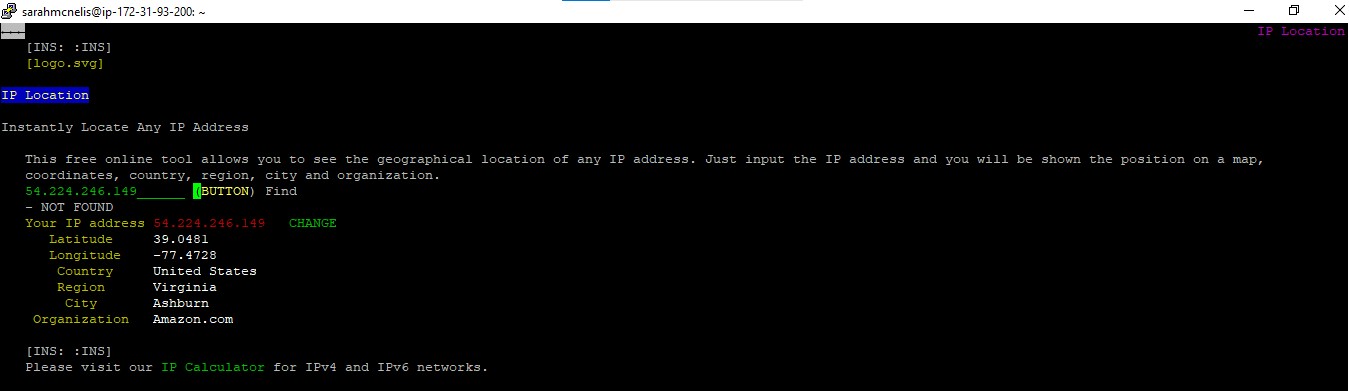 sarahmcnelis@ip-172-31-93-200: ~
←←← IP Location
[INS: :INS]
[logo.svg]
IP Location
Instantly Locate Any IP Address
This free online tool allows you to see the geographical location of any IP address. Just input the IP address and you will be shown the position on a map,
coordinates, country, region, city and organization.
54.224.246.149______ (BUTTON) Find
- NOT FOUND
Your IP address 54.224.246.149 CHANGE
Latitude 39.0481
Longitude -77.4728
Country United States
Region Virginia
City Ashburn
Organization Amazon.com
[INS: :INS]
Please visit our IP Calculator for IPv4 and IPv6 networks.